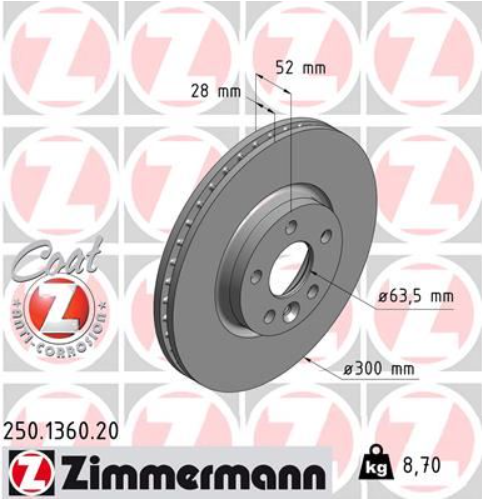 52 mm
28 mm
Coat
Z
ANTI-CORROSION
ø63,5 mm
ø300 mm
250.1360.20
Z Zimmermann
kg 8,70